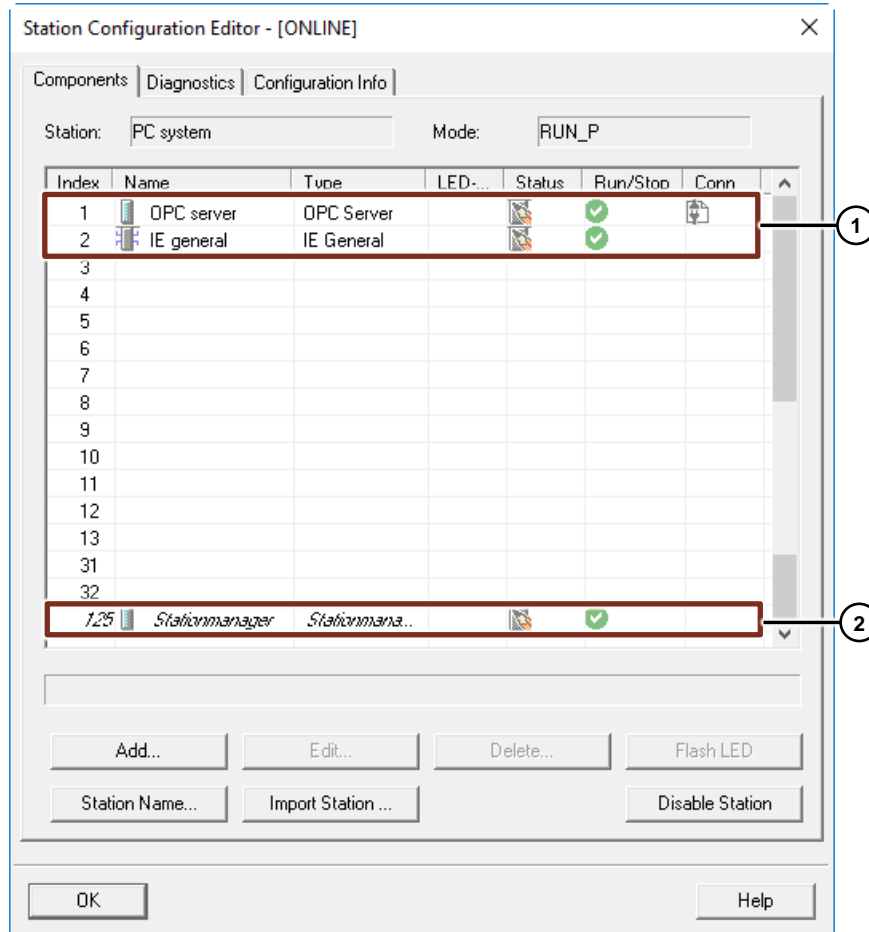 Station Configuration Editor - [ONLINE]
Components Diagnostics Configuration Info
Station: PC system Mode: RUN_P
Index Name Type LED-... Status Run/Stop Conn
1 OPC server OPC Server
1
2 IE general IE General
3
4
5
6
7
8
9
10
11
12
13
31
32
125 Stationmanager Stationmana...
2
Add... Edit... Delete... Flash LED
Station Name... Import Station ... Disable Station
OK Help